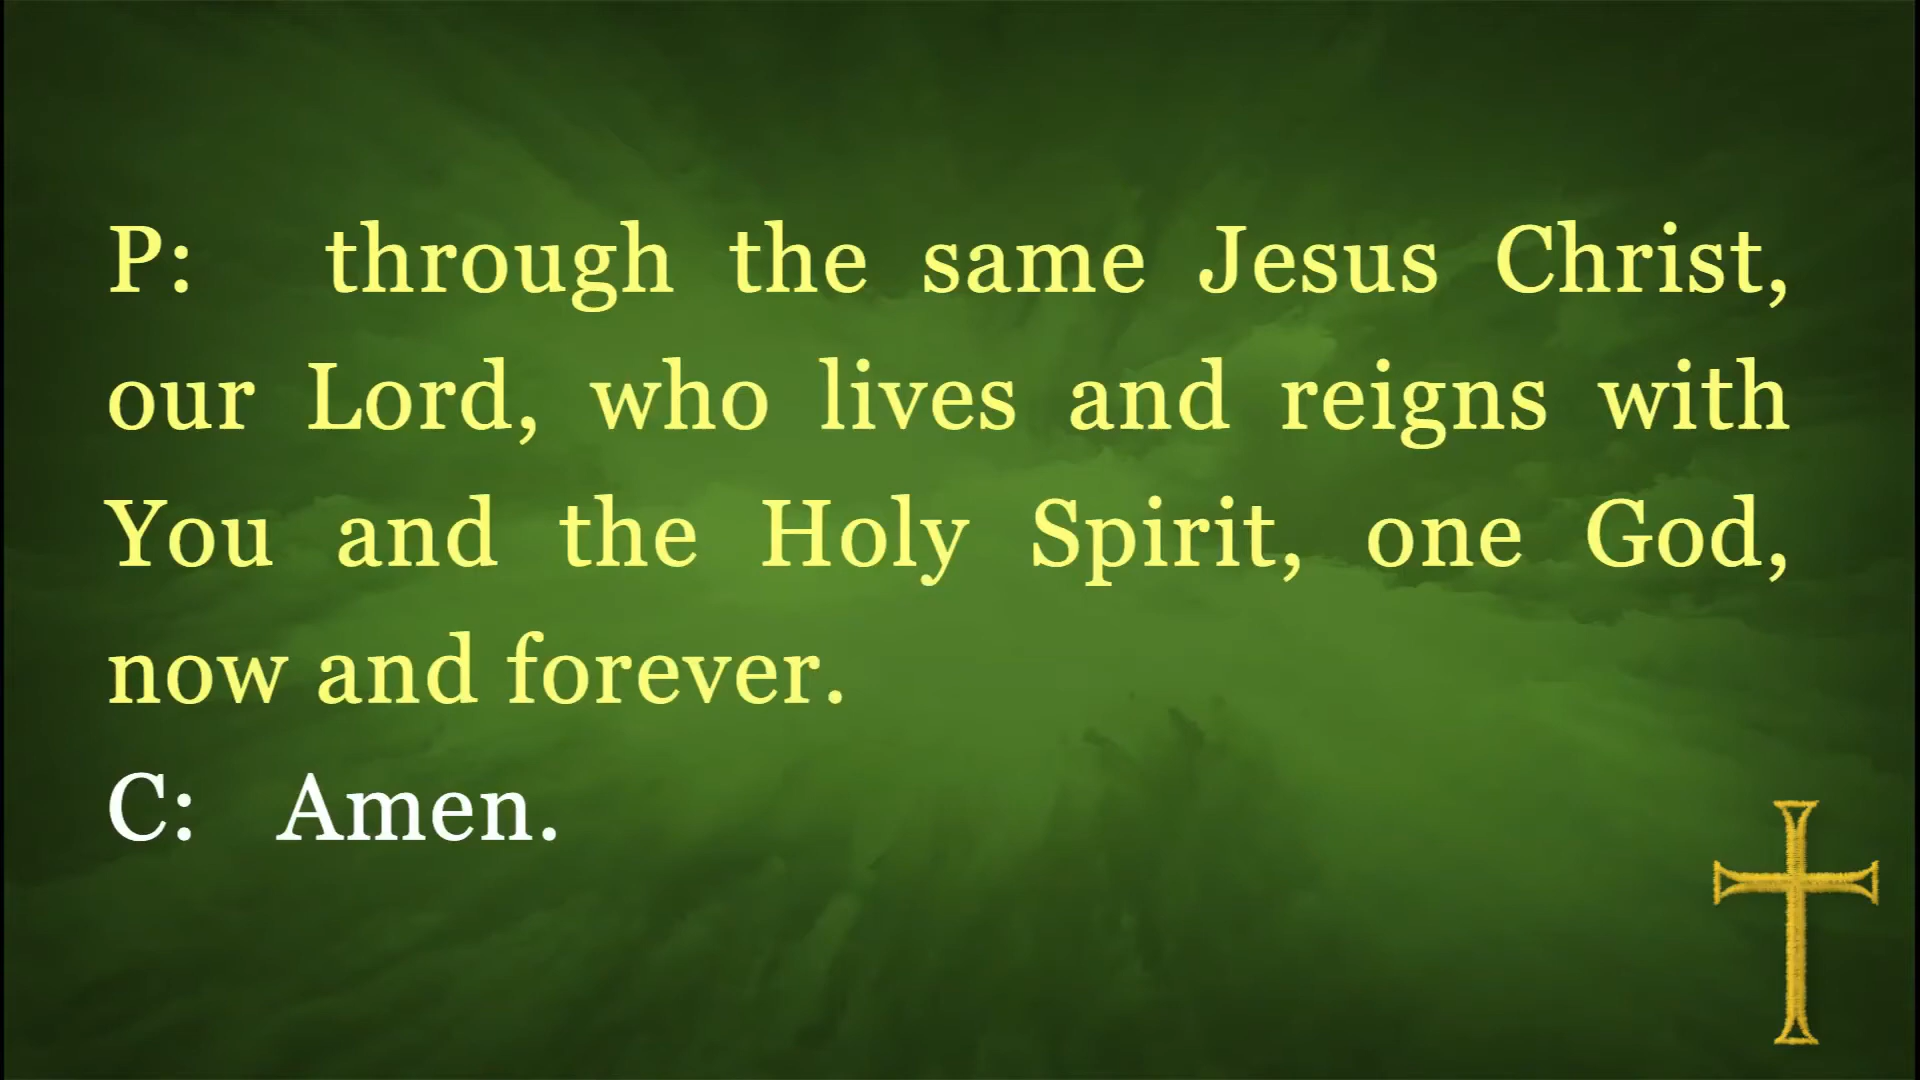 P: through the same Jesus Christ,
our Lord, who lives and reigns with
You and the Holy Spirit, one God,
now and forever.
C: Amen.